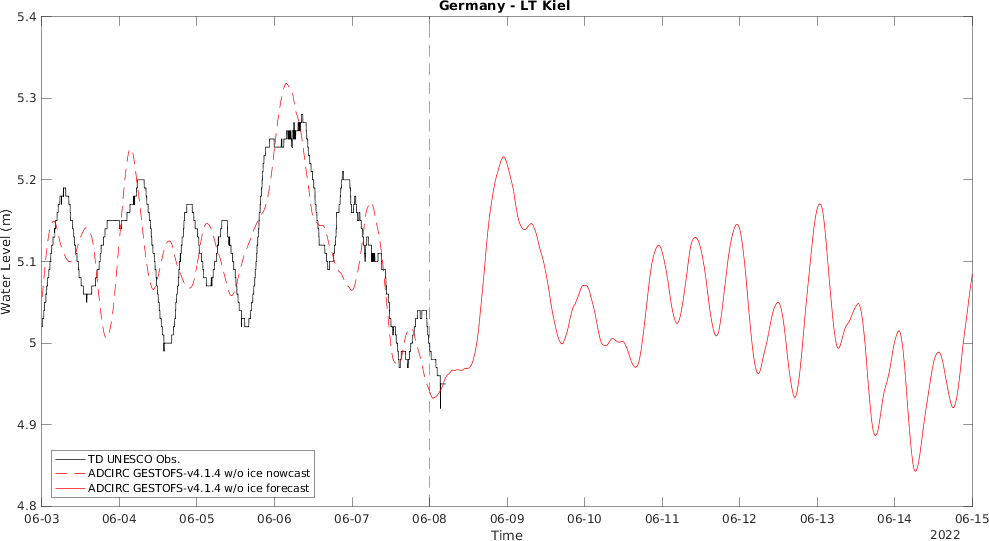 Germany - LT Kiel
5.4
5.3
5.2
5.1
5
4.9
4.8
Water Level (m)
TD UNESCO Obs.
ADCIRC GESTOFS-v4.1.4 w/o ice nowcast
ADCIRC GESTOFS-v4.1.4 w/o ice forecast
06-03 06-04 06-05 06-06 06-07 06-08 06-09 06-10 06-11 06-12 06-13 06-14 06-15
Time
2022